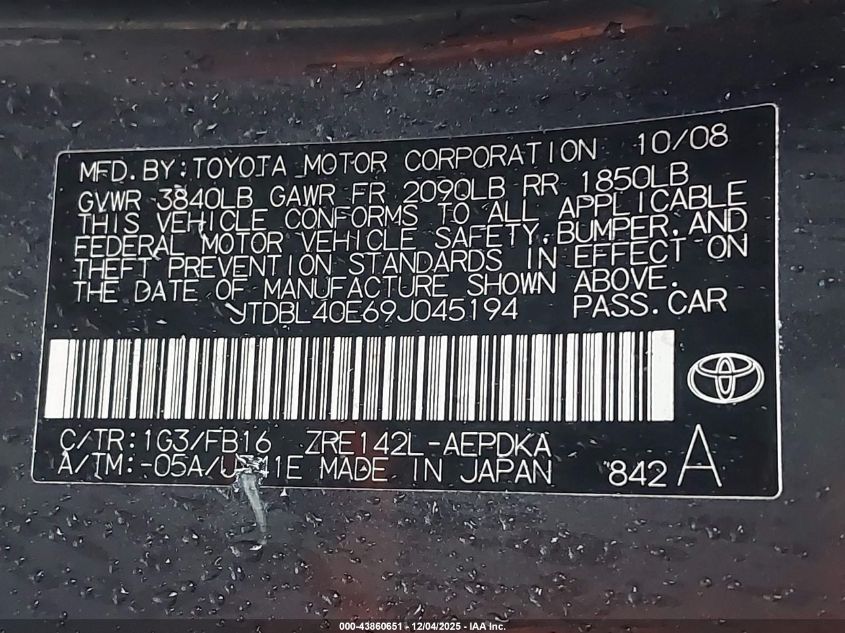 MFD.BY:TOYOTA MOTOR CORPORATION 10/08
GVWR 3840LB GAWR FR 2090LB RR 1850LB
THIS VEHICLE CONFORMS TO ALL APPLICABLE
FEDERAL MOTOR VEHICLE SAFETY,BUMPER,AND
THEFT PREVENTION STANDARDS IN EFFECT ON
THE DATE OF MANUFACTURE SHOWN ABOVE.
JTDBL40E69J045194 PASS.CAR
C/TR:1G3/FB16 ZRE142L-AEPDKA
A/TM:-05A/ MADE IN JAPAN 842 A
000-43860651 - 12/04/2025 - IAA Inc.